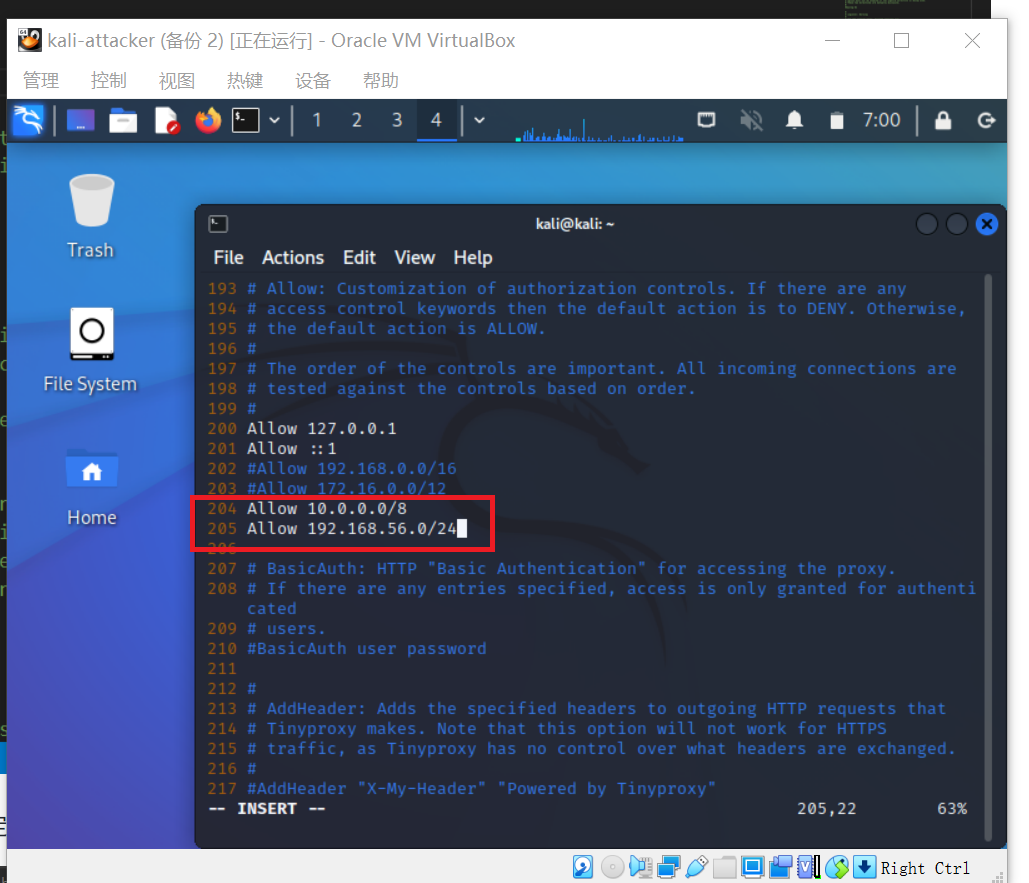 kali-attacker (备份 2) [正在运行] - Oracle VM VirtualBox
管理 控制 视图 热键 设备 帮助
1 2 3 4 7:00
Trash
File System
Home
kali@kali: ~
File Actions Edit View Help
193 # Allow: Customization of authorization controls. If there are any
194 # access control keywords then the default action is to DENY. Otherwise,
195 # the default action is ALLOW.
196 #
197 # The order of the controls are important. All incoming connections are
198 # tested against the controls based on order.
199 #
200 Allow 127.0.0.1
201 Allow ::1
202 #Allow 192.168.0.0/16
203 #Allow 172.16.0.0/12
204 Allow 10.0.0.0/8
205 Allow 192.168.56.0/24
206
207 # BasicAuth: HTTP "Basic Authentication" for accessing the proxy.
208 # If there are any entries specified, access is only granted for authenti
cated
209 # users.
210 #BasicAuth user password
211
212 #
213 # AddHeader: Adds the specified headers to outgoing HTTP requests that
214 # Tinyproxy makes. Note that this option will not work for HTTPS
215 # traffic, as Tinyproxy has no control over what headers are exchanged.
216 #
217 #AddHeader "X-My-Header" "Powered by Tinyproxy"
-- INSERT -- 205,22 63%
Right Ctrl